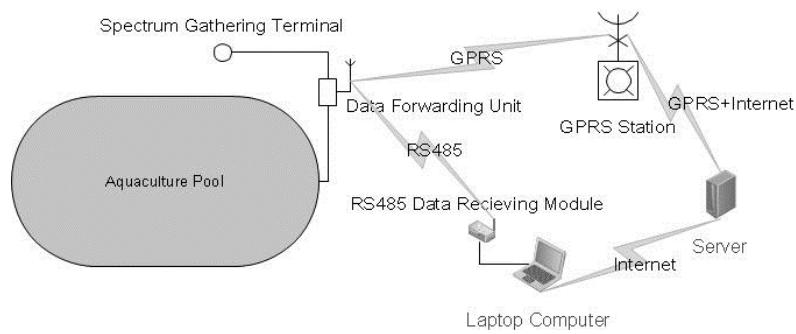 Spectrum Gathering Terminal
GPRS
Data Forwarding Unit
GPRS+Internet
GPRS Station
RS485
Aquaculture Pool
RS485 Data Recieving Module
Server
Internet
Laptop Computer